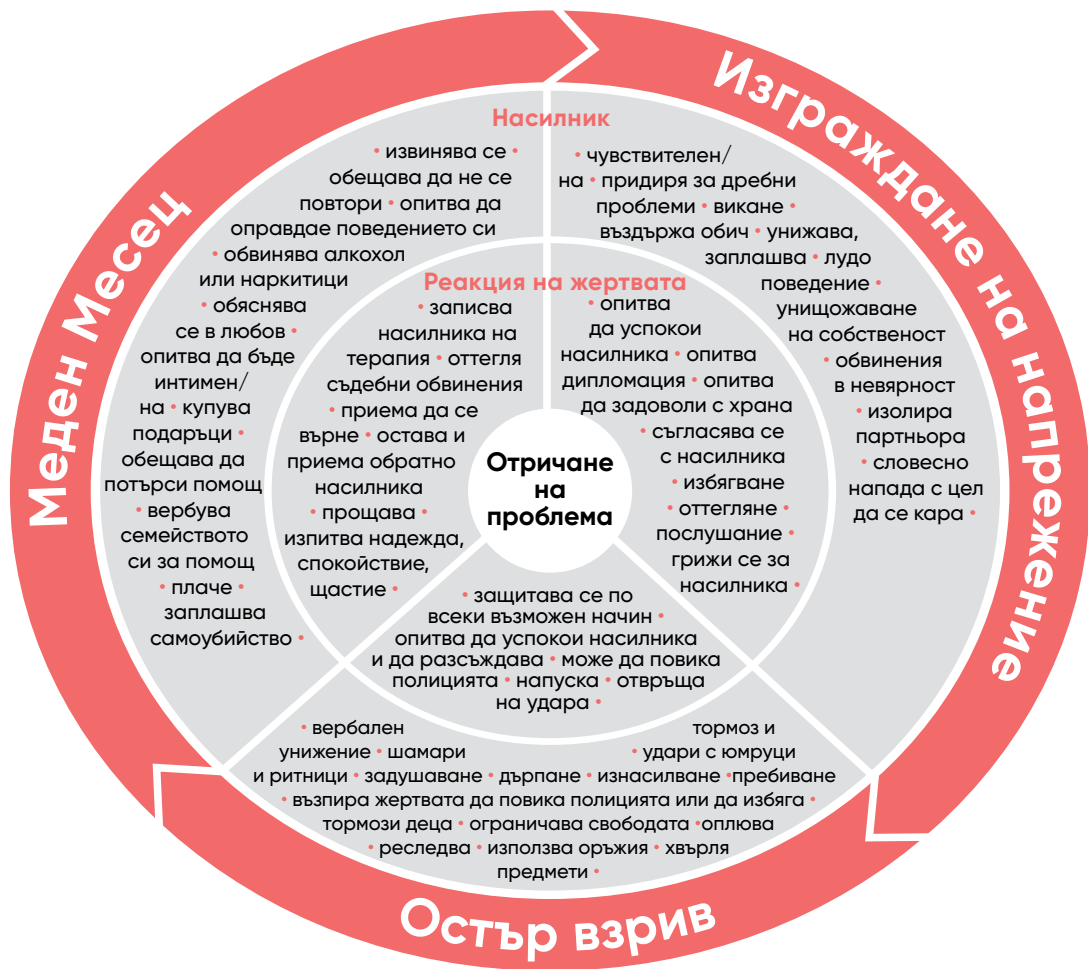 Изграждане на напрежение
Насилник
• чувствителен/
на • придиря за дребни
проблеми • викане •
въздържа обич • унижава,
заплашва • лудо
поведение •
унищожаване
на собственост
• обвинения
в невярност
• изолира
партньора
• словесно
напада с цел
да се кара •
Реакция на жертвата
• опитва
да успокои
насилника • опитва
дипломация • опитва
да задоволи с храна
• съгласява се
с насилника
• избягване
• оттегляне •
послушание •
грижи се за
насилника •
Остър взрив
• защитава се по
всеки възможен начин •
опитва да успокои насилника
и да разсъждава • може да повика
полицията • напуска • отвръща
на удара •
• вербален тормоз и
унижение • шамари • удари с юмруци
и ритници • задушаване • дърпане • изнасилване •пребиване
• възпира жертвата да повика полицията или да избяга •
тормози деца • ограничава свободата •оплюва
• реследва • използва оръжия • хвърля
предмети •
Меден Месец
• извинява се •
обещава да не се
повтори • опитва да
оправдае поведението си
• обвинява алкохол
или наркитици
• обяснява
се в любов •
опитва да бъде
интимен/
на • купува
подаръци •
обещава да
потърси помощ
• вербува
семейството
си за помощ
• плаче •
заплашва
самоубийство •
• записва
насилника на
терапия • оттегля
съдебни обвинения
• приема да се
върне • остава и
приема обратно
насилника
• прощава •
изпитва надежда,
спокойствие,
щастие •
Отричане
на
проблема